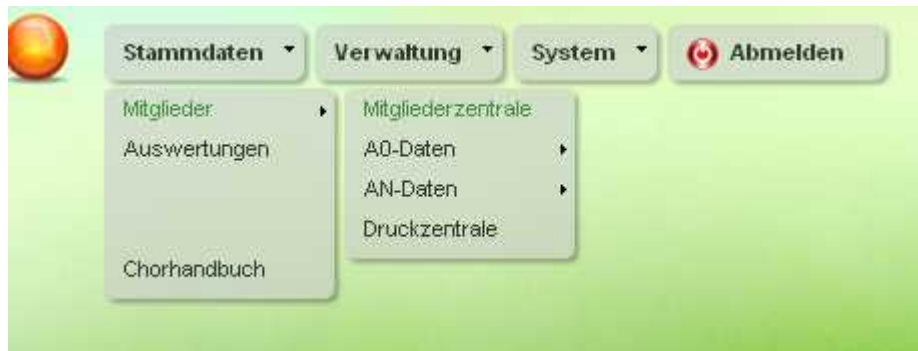 Stammdaten
Verwaltung
System
Abmelden
Mitglieder
Auswertungen
Chorhandbuch
Mitgliederzentrale
A0-Daten
AN-Daten
Druckzentrale